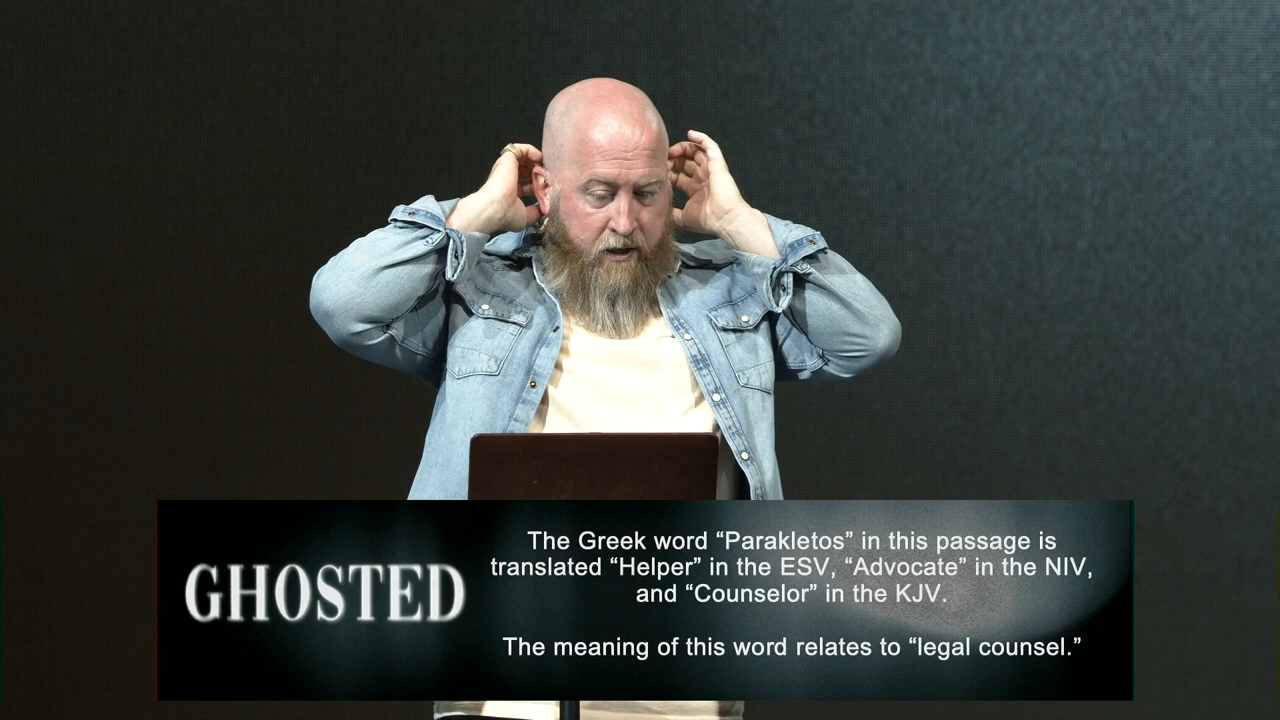 GHOSTED
The Greek word “Parakletos” in this passage is
translated “Helper” in the ESV, “Advocate” in the NIV,
and “Counselor” in the KJV.
The meaning of this word relates to “legal counsel.”